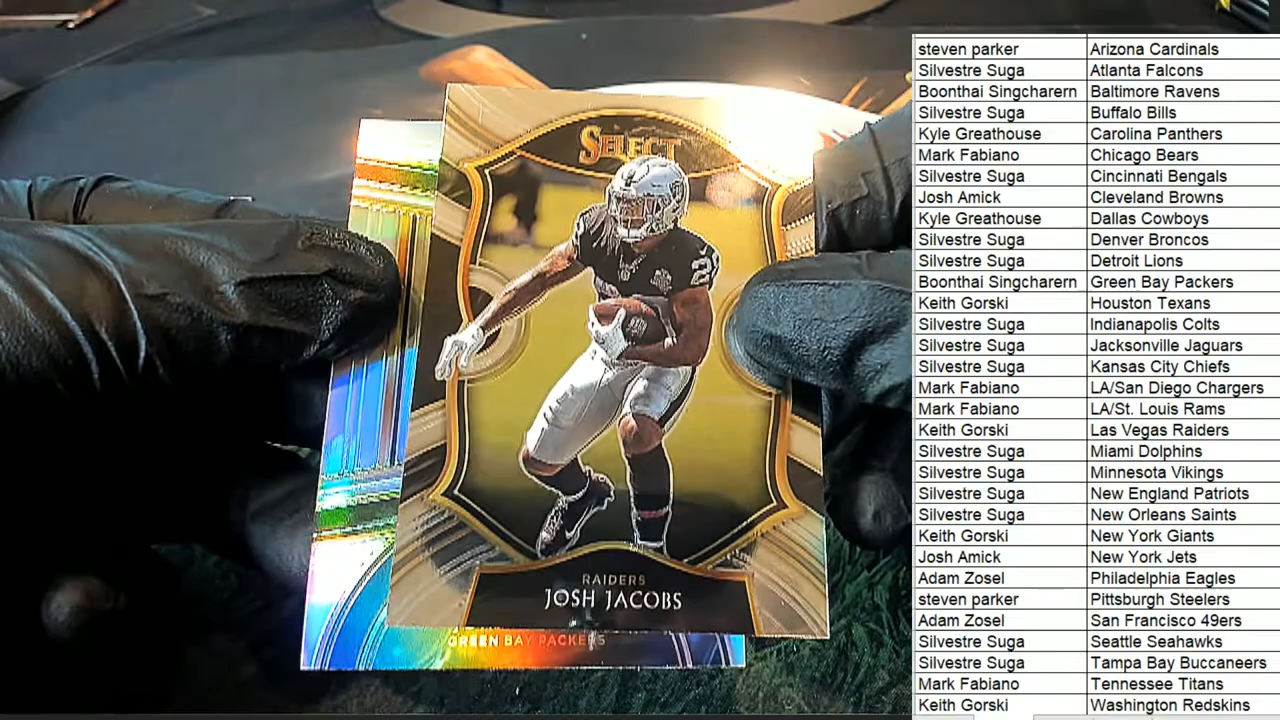 SELECT
RAIDERS
JOSH JACOBS
GREEN BAY PACKERS
steven parker Arizona Cardinals
Silvestre Suga Atlanta Falcons
Boonthai Singcharern Baltimore Ravens
Silvestre Suga Buffalo Bills
Kyle Greathouse Carolina Panthers
Mark Fabiano Chicago Bears
Silvestre Suga Cincinnati Bengals
Josh Amick Cleveland Browns
Kyle Greathouse Dallas Cowboys
Silvestre Suga Denver Broncos
Silvestre Suga Detroit Lions
Boonthai Singcharern Green Bay Packers
Keith Gorski Houston Texans
Silvestre Suga Indianapolis Colts
Silvestre Suga Jacksonville Jaguars
Silvestre Suga Kansas City Chiefs
Mark Fabiano LA/San Diego Chargers
Mark Fabiano LA/St. Louis Rams
Keith Gorski Las Vegas Raiders
Silvestre Suga Miami Dolphins
Silvestre Suga Minnesota Vikings
Silvestre Suga New England Patriots
Silvestre Suga New Orleans Saints
Keith Gorski New York Giants
Josh Amick New York Jets
Adam Zosel Philadelphia Eagles
steven parker Pittsburgh Steelers
Adam Zosel San Francisco 49ers
Silvestre Suga Seattle Seahawks
Silvestre Suga Tampa Bay Buccaneers
Mark Fabiano Tennessee Titans
Keith Gorski Washington Redskins